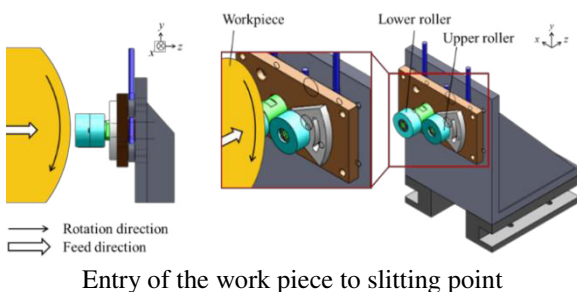 Workpiece
Lower roller
Upper roller
y
x
z
y
x
z
Rotation direction
Feed direction
Entry of the work piece to slitting point